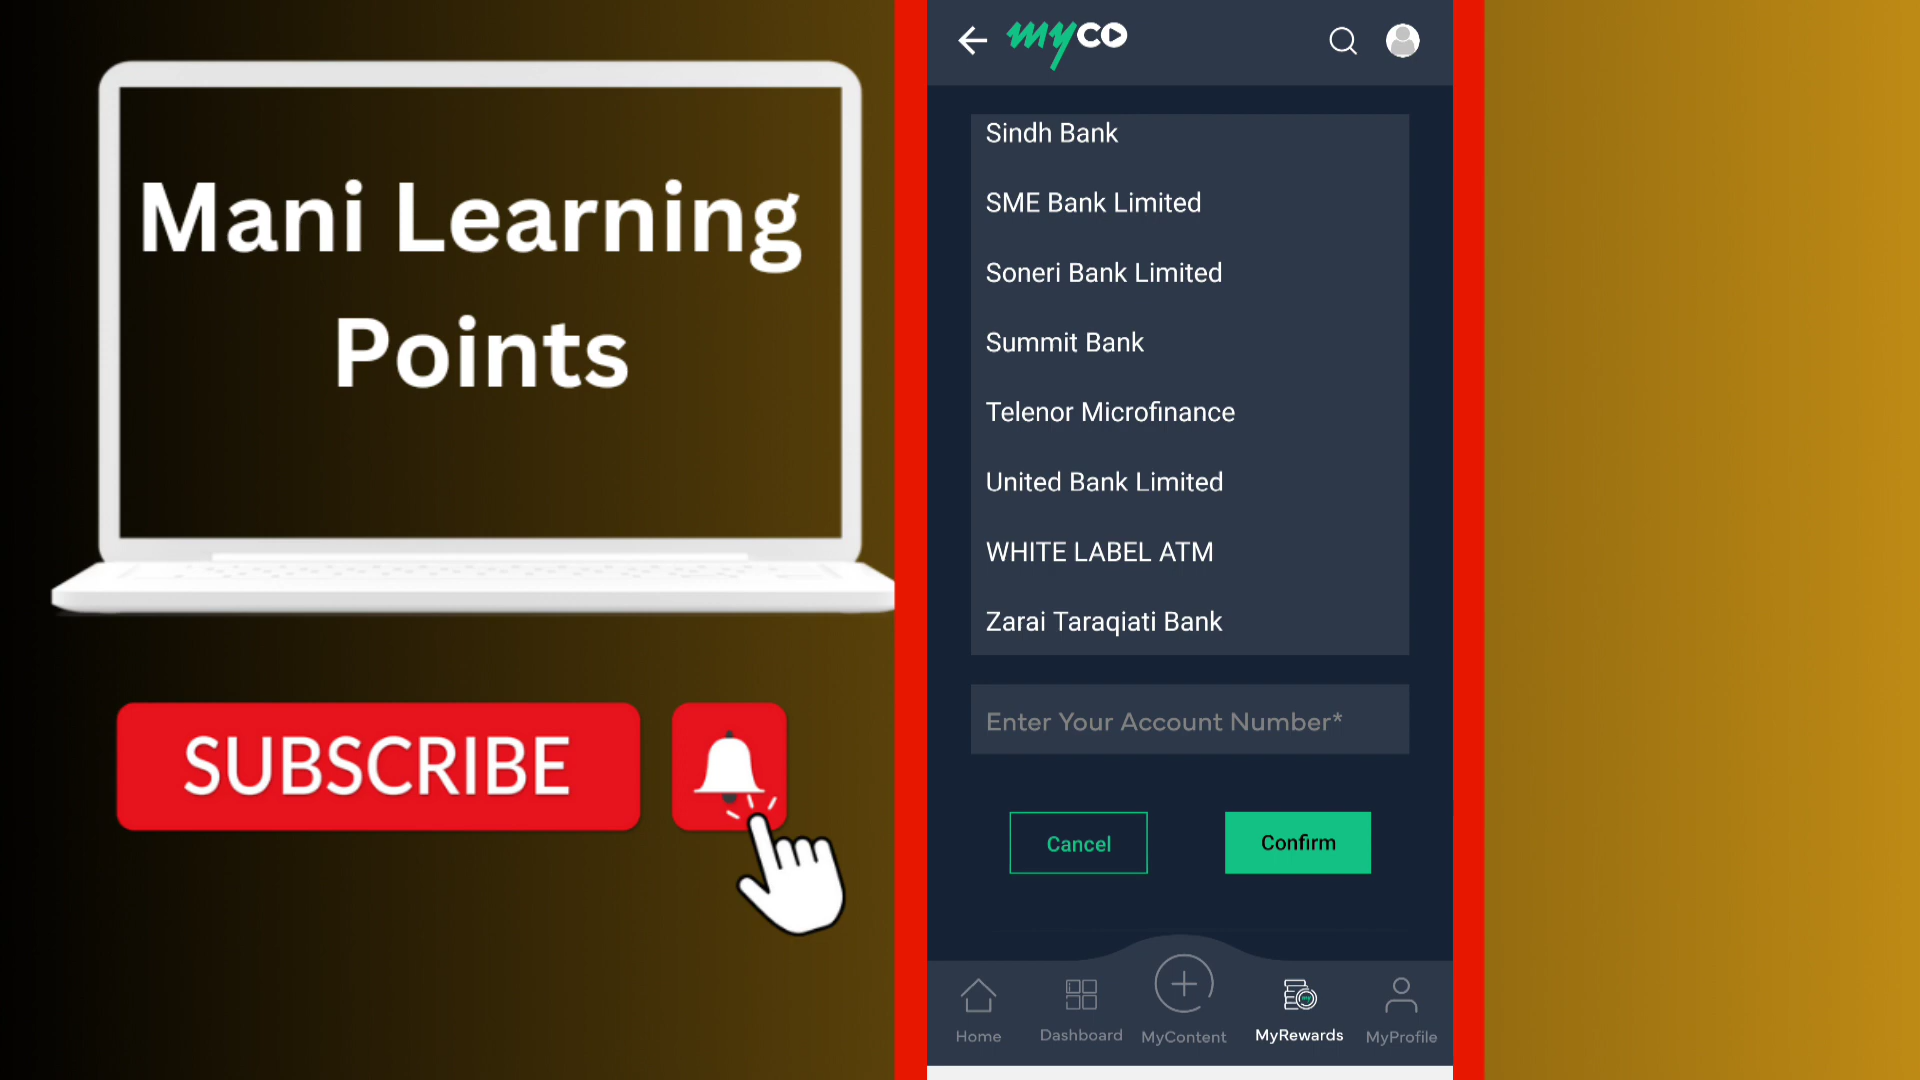 Mani Learning
Points
SUBSCRIBE
myco
Sindh Bank
SME Bank Limited
Soneri Bank Limited
Summit Bank
Telenor Microfinance
United Bank Limited
WHITE LABEL ATM
Zarai Taraqiati Bank
Enter Your Account Number*
Cancel Confirm
Home Dashboard MyContent MyRewards MyProfile